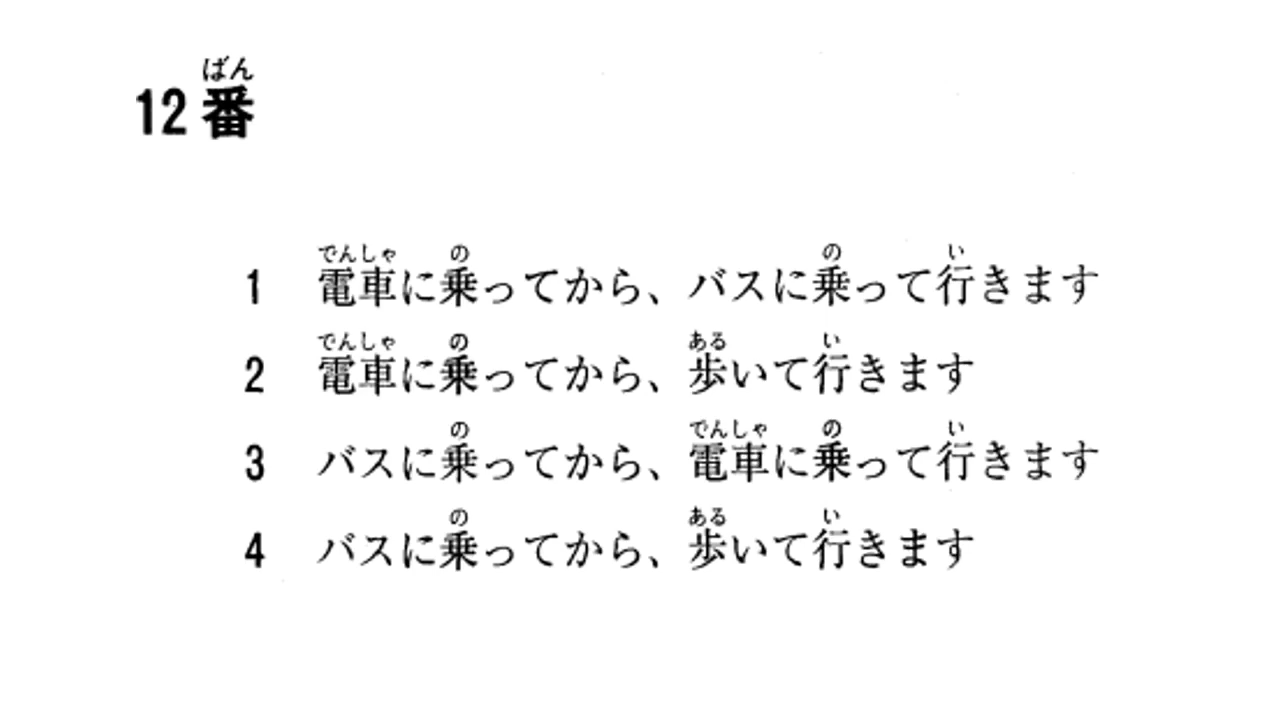 12番
1 電車に乗ってから、バスに乗って行きます
2 電車に乗ってから、歩いて行きます
3 バスに乗ってから、電車に乗って行きます
4 バスに乗ってから、歩いて行きます